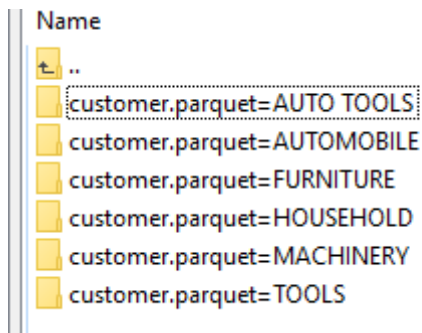 Name
..
customer.parquet=AUTO TOOLS
customer.parquet=AUTOMOBILE
customer.parquet=FURNITURE
customer.parquet=HOUSEHOLD
customer.parquet=MACHINERY
customer.parquet=TOOLS